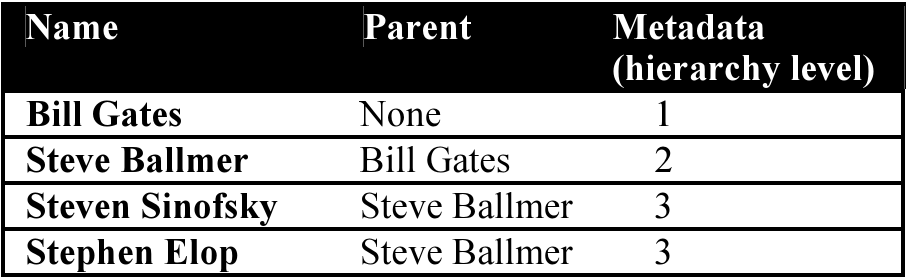 Name Parent Metadata
(hierarchy level)
Bill Gates None 1
Steve Ballmer Bill Gates 2
Steven Sinofsky Steve Ballmer 3
Stephen Elop Steve Ballmer 3